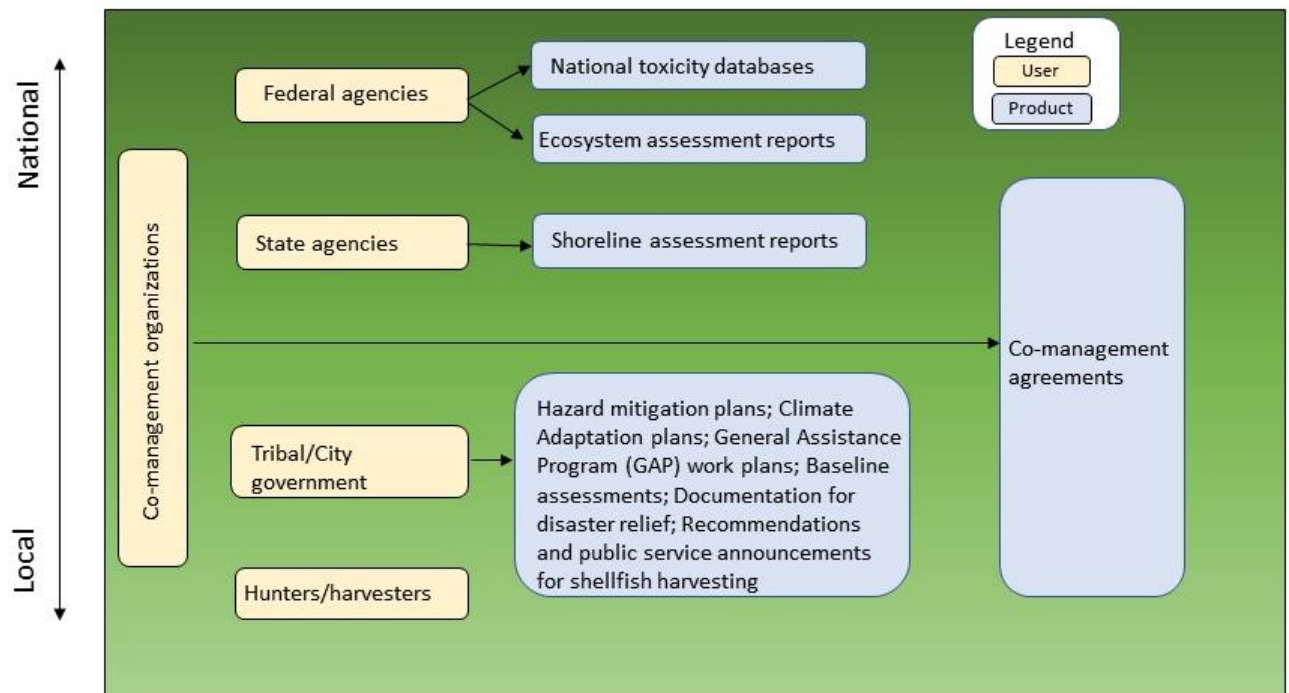 National
Local
Co-management organizations
Federal agencies
National toxicity databases
Ecosystem assessment reports
Legend
User
Product
State agencies
Shoreline assessment reports
Co-management
agreements
Tribal/City
government
Hazard mitigation plans; Climate
Adaptation plans; General Assistance
Program (GAP) work plans; Baseline
assessments; Documentation for
disaster relief; Recommendations
and public service announcements
for shellfish harvesting
Hunters/harvesters